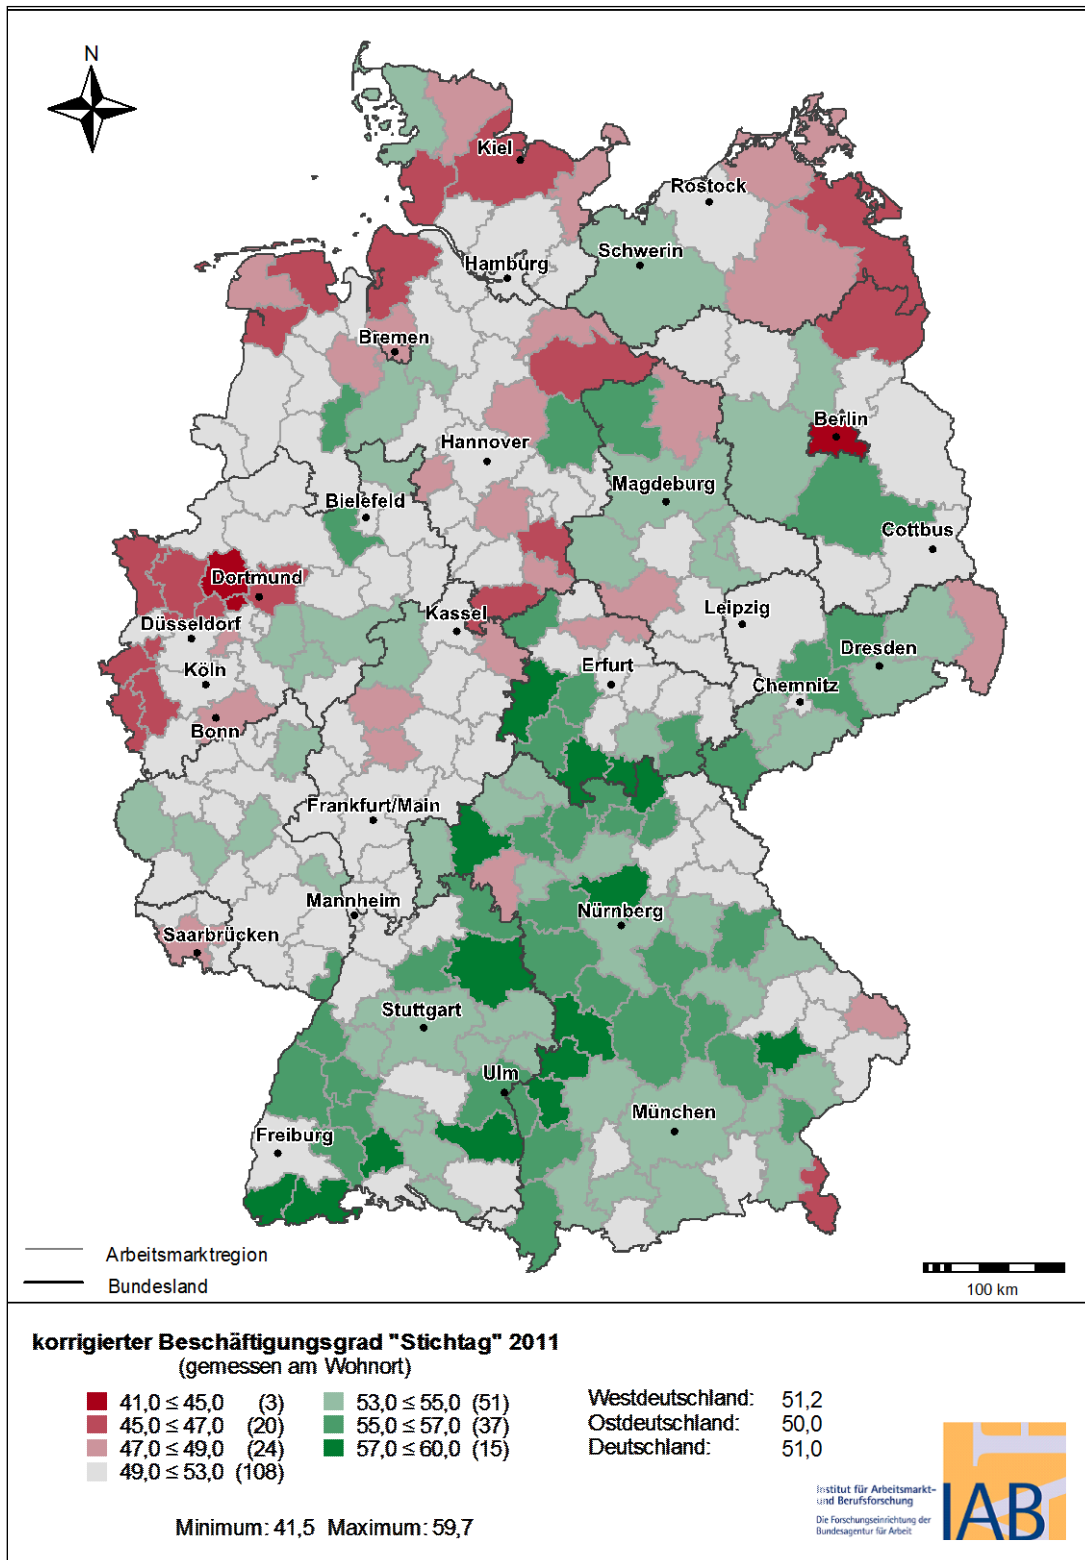 N
Kiel
Rostock
Schwerin
Hamburg
Bremen
Berlin
Hannover
Magdeburg
Bielefeld
Cottbus
Dortmund
Leipzig
Kassel
Düsseldorf
Dresden
Köln
Erfurt
Chemnitz
Bonn
Frankfurt/Main
Mannheim
Nürnberg
Saarbrücken
Stuttgart
Ulm
München
Freiburg
Arbeitsmarktregion
Bundesland
100 km
korrigierter Beschäftigungsgrad "Stichtag" 2011
(gemessen am Wohnort)
41,0 ≤ 45,0 (3)
45,0 ≤ 47,0 (20)
47,0 ≤ 49,0 (24)
49,0 ≤ 53,0 (108)
53,0 ≤ 55,0 (51)
55,0 ≤ 57,0 (37)
57,0 ≤ 60,0 (15)
Westdeutschland: 51,2
Ostdeutschland: 50,0
Deutschland: 51,0
Minimum: 41,5 Maximum: 59,7
Institut für Arbeitsmarkt-
und Berufsforschung
Die Forschungseinrichtung der
Bundesagentur für Arbeit
IAB